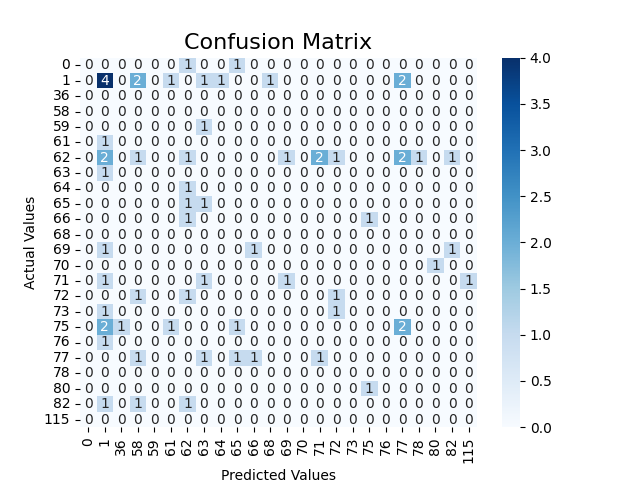 Confusion Matrix
0 0 0 0 0 0 0 1 0 0 1 0 0 0 0 0 0 0 0 0 0 0 0 0 0
1 0 4 0 2 0 1 0 1 1 0 0 1 0 0 0 0 0 0 0 2 0 0 0 0
36 0 0 0 0 0 0 0 0 0 0 0 0 0 0 0 0 0 0 0 0 0 0 0 0
58 0 0 0 0 0 0 0 0 0 0 0 0 0 0 0 0 0 0 0 0 0 0 0 0
59 0 0 0 0 0 0 0 1 0 0 0 0 0 0 0 0 0 0 0 0 0 0 0 0
61 0 1 0 0 0 0 0 0 0 0 0 0 0 0 0 0 0 0 0 0 0 0 0 0
62 0 2 0 1 0 0 1 0 0 0 0 0 1 0 2 1 0 0 0 2 1 0 1 0
63 0 1 0 0 0 0 0 0 0 0 0 0 0 0 0 0 0 0 0 0 0 0 0 0
64 0 0 0 0 0 0 1 0 0 0 0 0 0 0 0 0 0 0 0 0 0 0 0 0
65 0 0 0 0 0 0 1 1 0 0 0 0 0 0 0 0 0 0 0 0 0 0 0 0
66 0 0 0 0 0 0 1 0 0 0 0 0 0 0 0 0 0 1 0 0 0 0 0 0
68 0 0 0 0 0 0 0 0 0 0 0 0 0 0 0 0 0 0 0 0 0 0 0 0
69 0 1 0 0 0 0 0 0 0 0 1 0 0 0 0 0 0 0 0 0 0 0 1 0
70 0 0 0 0 0 0 0 0 0 0 0 0 0 0 0 0 0 0 0 0 0 1 0 0
71 0 1 0 0 0 0 0 1 0 0 0 0 1 0 0 0 0 0 0 0 0 0 0 1
72 0 0 0 1 0 0 1 0 0 0 0 0 0 0 0 1 0 0 0 0 0 0 0 0
73 0 1 0 0 0 0 0 0 0 0 0 0 0 0 0 1 0 0 0 0 0 0 0 0
75 0 2 1 0 0 1 0 0 0 1 0 0 0 0 0 0 0 0 0 2 0 0 0 0
76 0 1 0 0 0 0 0 0 0 0 0 0 0 0 0 0 0 0 0 0 0 0 0 0
77 0 0 0 1 0 0 0 1 0 1 1 0 0 0 1 0 0 0 0 0 0 0 0 0
78 0 0 0 0 0 0 0 0 0 0 0 0 0 0 0 0 0 0 0 0 0 0 0 0
80 0 0 0 0 0 0 0 0 0 0 0 0 0 0 0 0 0 1 0 0 0 0 0 0
82 0 1 0 1 0 0 1 0 0 0 0 0 0 0 0 0 0 0 0 0 0 0 0 0
115 0 0 0 0 0 0 0 0 0 0 0 0 0 0 0 0 0 0 0 0 0 0 0 0
0 1 36 58 59 61 62 63 64 65 66 68 69 70 71 72 73 75 76 77 78 80 82 115
Predicted Values
Actual Values
4.0
3.5
3.0
2.5
2.0
1.5
1.0
0.5
0.0